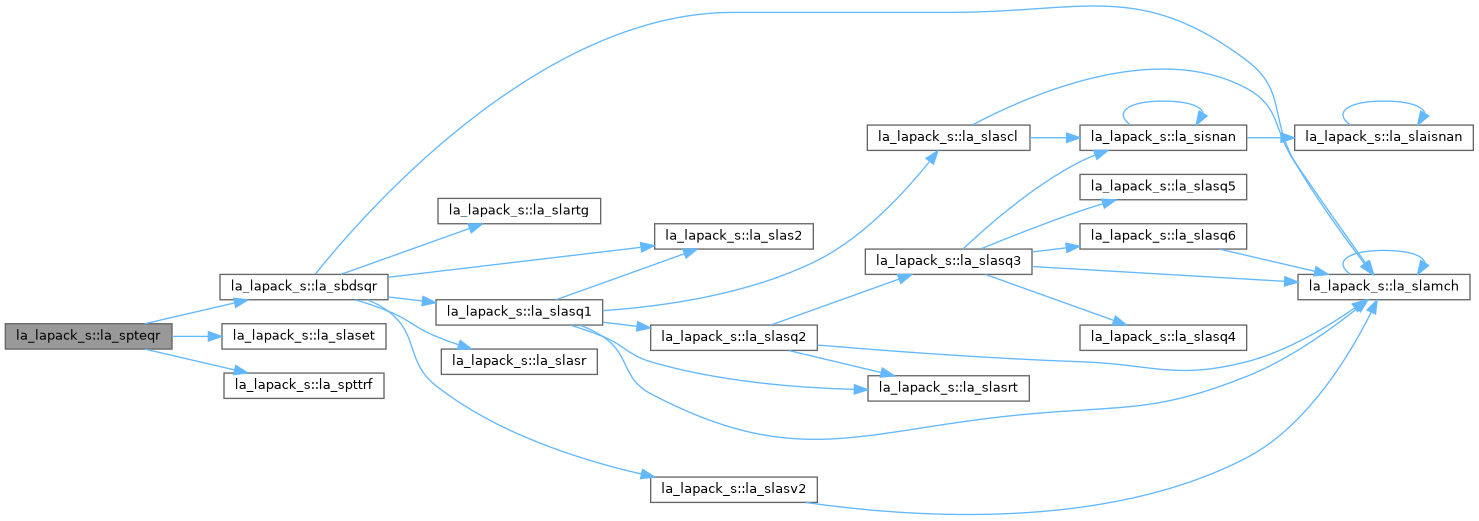 la_lapack_s::la_spteqr
la_lapack_s::la_sbdsqr
la_lapack_s::la_slaset
la_lapack_s::la_spttrf
la_lapack_s::la_slartg
la_lapack_s::la_slasq1
la_lapack_s::la_slasr
la_lapack_s::la_slas2
la_lapack_s::la_slasq2
la_lapack_s::la_slasv2
la_lapack_s::la_slascl
la_lapack_s::la_slasq3
la_lapack_s::la_slasrt
la_lapack_s::la_sisnan
la_lapack_s::la_slasq5
la_lapack_s::la_slasq6
la_lapack_s::la_slasq4
la_lapack_s::la_slaisnan
la_lapack_s::la_slamch